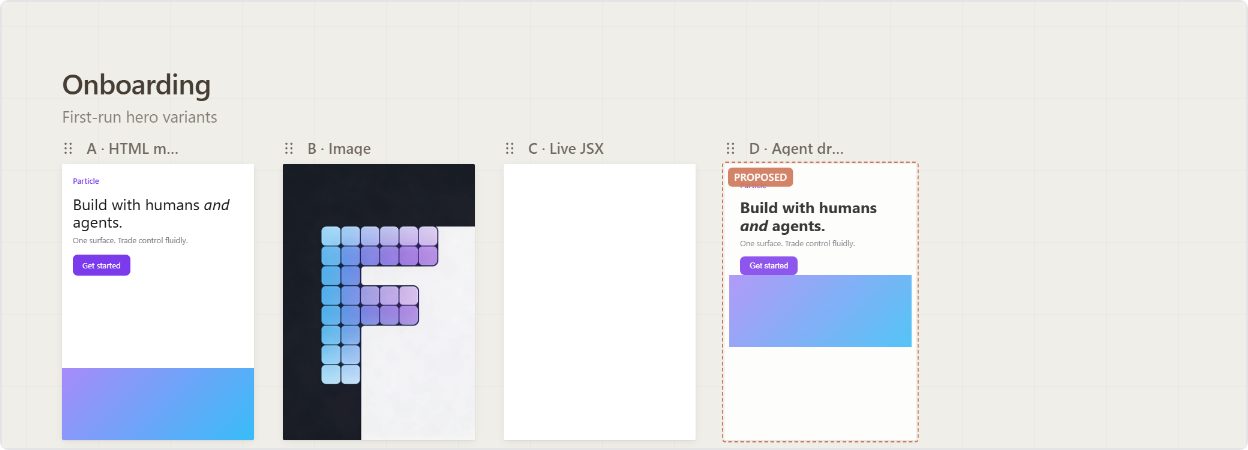 Onboarding
First-run hero variants
A · HTML m...
B · Image
C · Live JSX
D · Agent dr...
Particle
Build with humans and
agents.
One surface. Trade control fluidly.
Get started
PROPOSED
Build with humans
and agents.
One surface. Trade control fluidly.
Get started